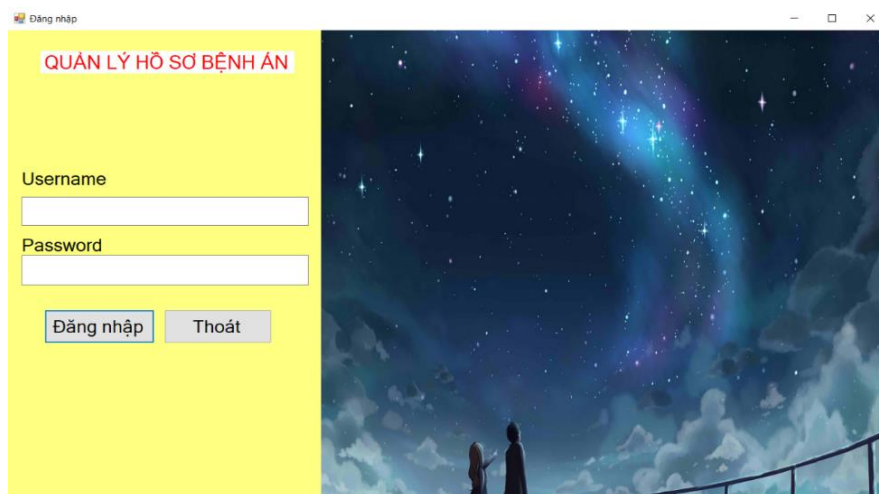 Đăng nhập
QUẢN LÝ HỒ SƠ BỆNH ÁN
Username
Password
Đăng nhập
Thoát